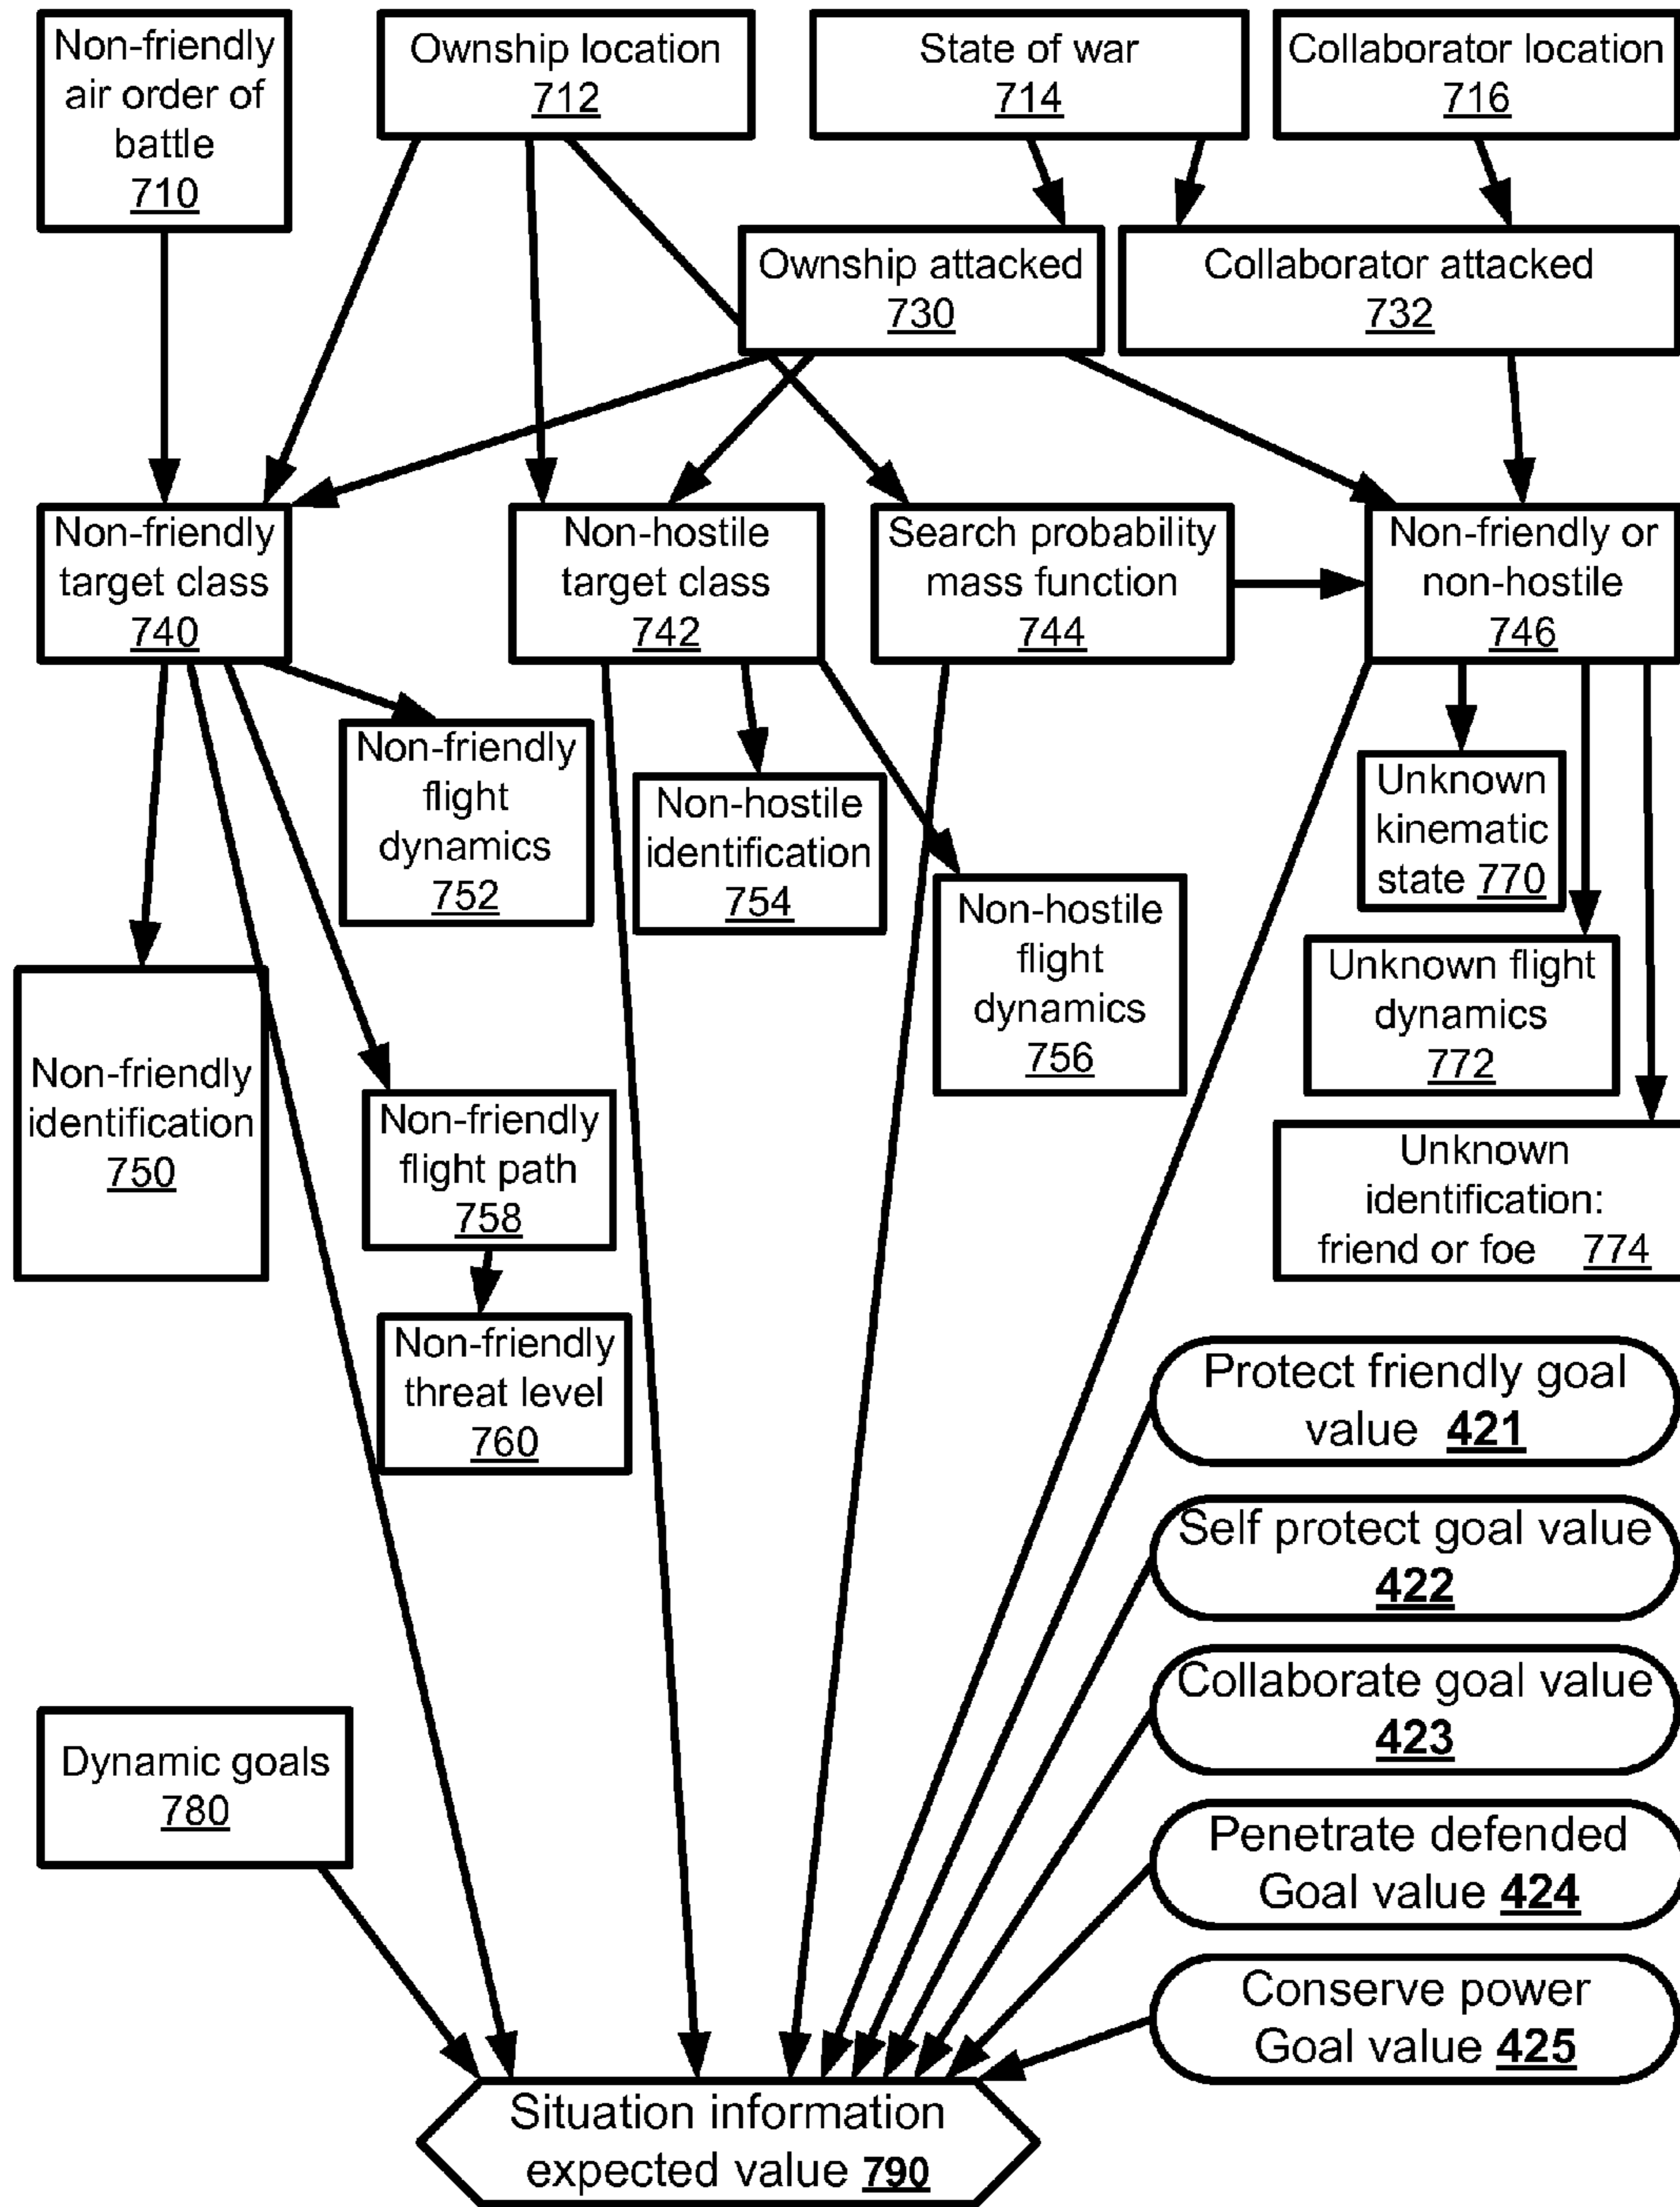 Non-friendly
air order of
battle
710
Ownship location
712
State of war
714
Collaborator location
716
Ownship attacked
730
Collaborator attacked
732
Non-friendly
target class
740
Non-hostile
target class
742
Search probability
mass function
744
Non-friendly or
non-hostile
746
Non-friendly
flight
dynamics
752
Non-hostile
identification
754
Non-hostile
flight
dynamics
756
Unknown
kinematic
state 770
Unknown flight
dynamics
772
Non-friendly
identification
750
Non-friendly
flight path
758
Unknown
identification:
friend or foe 774
Non-friendly
threat level
760
Protect friendly goal
value 421
Self protect goal value
422
Collaborate goal value
423
Dynamic goals
780
Penetrate defended
Goal value 424
Conserve power
Goal value 425
Situation information
expected value 790